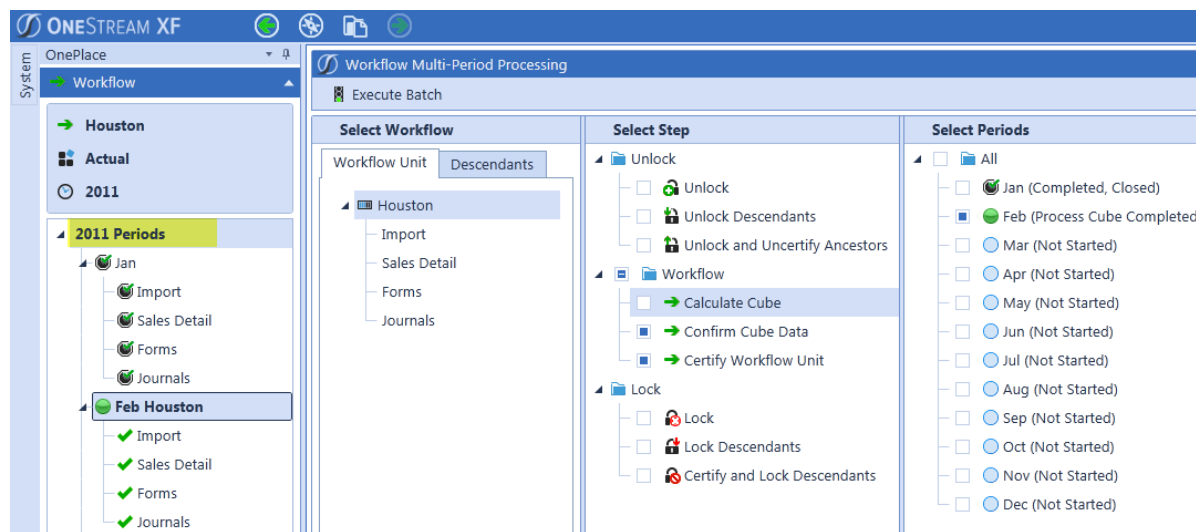 ONESTREAM XF
System
OnePlace
Workflow
Houston
Actual
2011
2011 Periods
Jan
Import
Sales Detail
Forms
Journals
Feb Houston
Import
Sales Detail
Forms
Journals
Workflow Multi-Period Processing
Execute Batch
Select Workflow
Workflow Unit
Descendants
Houston
Import
Sales Detail
Forms
Journals
Select Step
Unlock
Unlock
Unlock Descendants
Unlock and Uncertify Ancestors
Workflow
Calculate Cube
Confirm Cube Data
Certify Workflow Unit
Lock
Lock
Lock Descendants
Certify and Lock Descendants
Select Periods
All
Jan (Completed, Closed)
Feb (Process Cube Completed
Mar (Not Started)
Apr (Not Started)
May (Not Started)
Jun (Not Started)
Jul (Not Started)
Aug (Not Started)
Sep (Not Started)
Oct (Not Started)
Nov (Not Started)
Dec (Not Started)